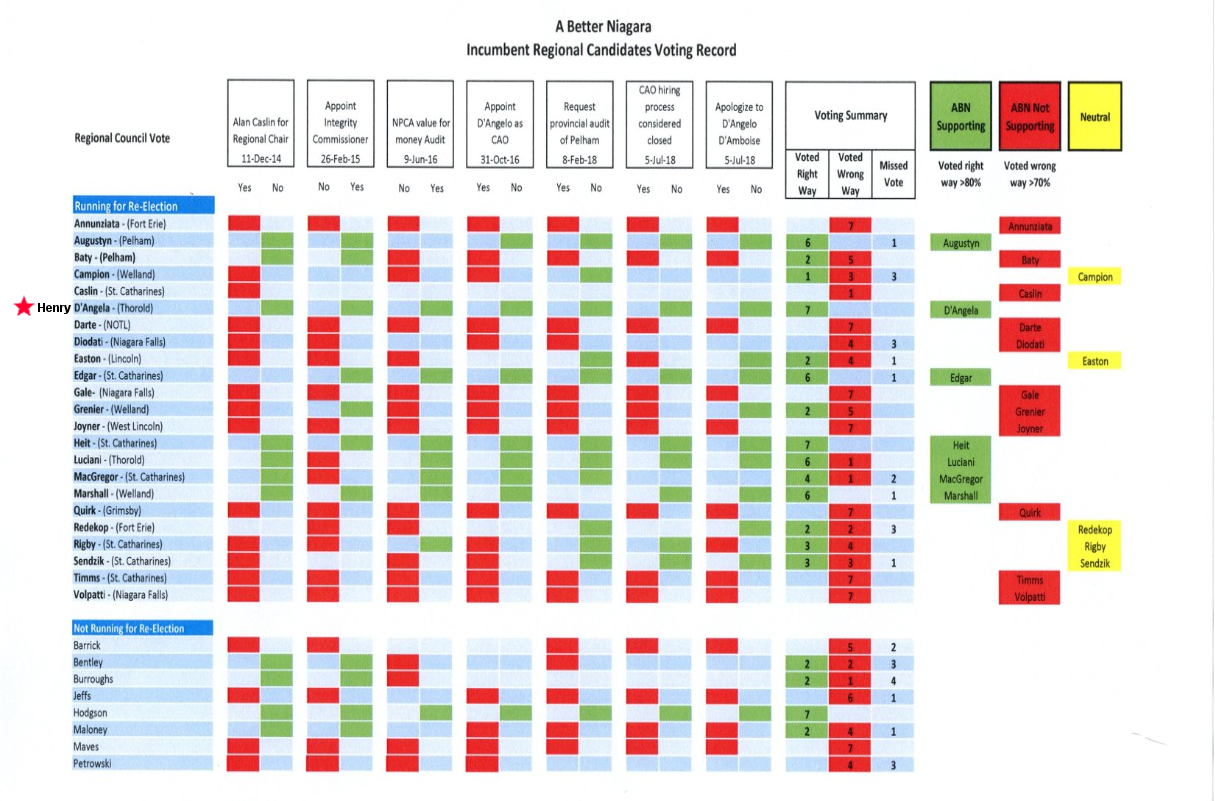 A Better Niagara
Incumbent Regional Candidates Voting Record
Regional Council Vote
Alan Caslin for Regional Chair 11-Dec-14
Appoint Integrity Commissioner 26-Feb-15
NPCA value for money Audit 9-Jun-16
Appoint D'Angelo as CAO 31-Oct-16
Request provincial audit of Pelham 8-Feb-18
CAO hiring process considered closed 5-Jul-18
Apologize to D'Angelo D'Amboise 5-Jul-18
Voting Summary
Voted Right Way
Voted Wrong Way
Missed Vote
ABN Supporting
ABN Not Supporting
Neutral
Voted right way >80%
Voted wrong way >70%
Yes No No Yes No Yes Yes No Yes No Yes No Yes No
Running for Re-Election
Annunziata - (Fort Erie) 7 Annunziata
Augustyn - (Pelham) 6 1 Augustyn
Baty - (Pelham) 2 5 Baty
Campion - (Welland) 1 3 3 Campion
Caslin - (St. Catharines) 1 Caslin
Henry D'Angela - (Thorold) 7 D'Angela
Darte - (NOTL) 7 Darte
Diodati - (Niagara Falls) 4 3 Diodati
Easton - (Lincoln) 2 4 1 Easton
Edgar - (St. Catharines) 6 1 Edgar
Gale- (Niagara Falls) 7 Gale
Grenier - (Welland) 2 5 Grenier
Joyner - (West Lincoln) 7 Joyner
Heit - (St. Catharines) 7 Heit
Luciani - (Thorold) 6 1 Luciani
MacGregor - (St. Catharines) 4 1 2 MacGregor
Marshall - (Welland) 6 1 Marshall
Quirk - (Grimsby) 7 Quirk
Redekop - (Fort Erie) 2 2 3 Redekop
Rigby - (St. Catharines) 3 4 Rigby
Sendzik - (St. Catharines) 3 3 1 Sendzik
Timms - (St. Catharines) 7 Timms
Volpatti - (Niagara Falls) 7 Volpatti
Not Running for Re-Election
Barrick 5 2
Bentley 2 2 3
Burroughs 2 1 4
Jeffs 6 1
Hodgson 7
Maloney 2 4 1
Maves 7
Petrowski 4 3